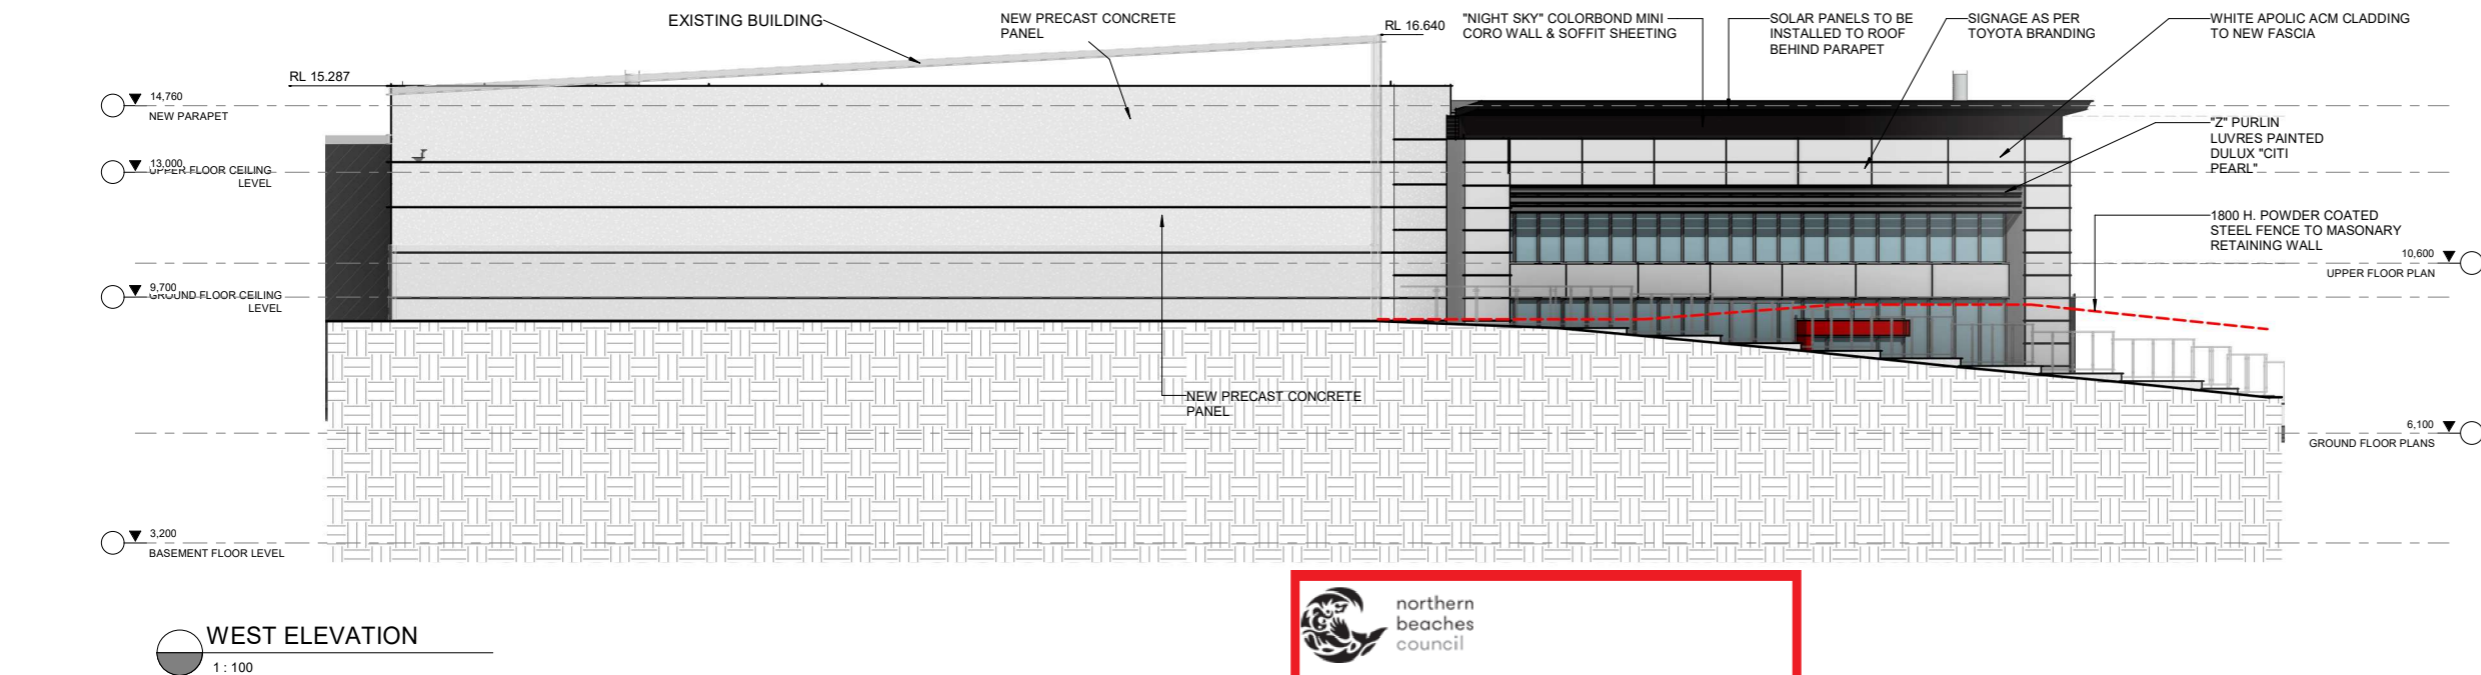 EXISTING BUILDING
NEW PRECAST CONCRETE
PANEL
RL 16.640
"NIGHT SKY" COLORBOND MINI
CORO WALL & SOFFIT SHEETING
SOLAR PANELS TO BE
INSTALLED TO ROOF
BEHIND PARAPET
SIGNAGE AS PER
TOYOTA BRANDING
WHITE APOLIC ACM CLADDING
TO NEW FASCIA
RL 15.287
14,760
NEW PARAPET
"Z" PURLIN
LUVRES PAINTED
DULUX "CITI
PEARL"
13,000
UPPER FLOOR CEILING
LEVEL
1800 H. POWDER COATED
STEEL FENCE TO MASONARY
RETAINING WALL
10,600
UPPER FLOOR PLAN
9,700
GROUND FLOOR CEILING
LEVEL
NEW PRECAST CONCRETE
PANEL
6,100
GROUND FLOOR PLANS
3,200
BASEMENT FLOOR LEVEL
WEST ELEVATION
1 : 100
northern
beaches
council